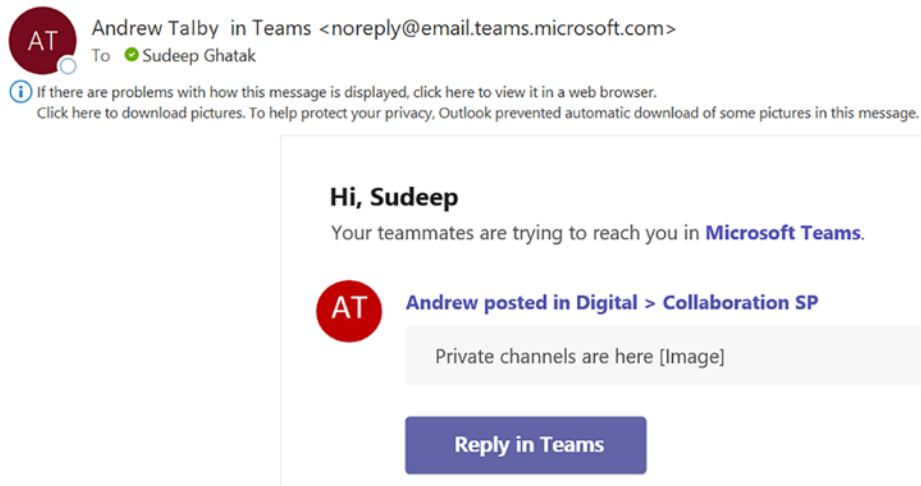 AT
Andrew Talby in Teams <noreply@email.teams.microsoft.com>
To Sudeep Ghatak
If there are problems with how this message is displayed, click here to view it in a web browser.
Click here to download pictures. To help protect your privacy, Outlook prevented automatic download of some pictures in this message.
Hi, Sudeep
Your teammates are trying to reach you in Microsoft Teams.
AT
Andrew posted in Digital > Collaboration SP
Private channels are here [Image]
Reply in Teams